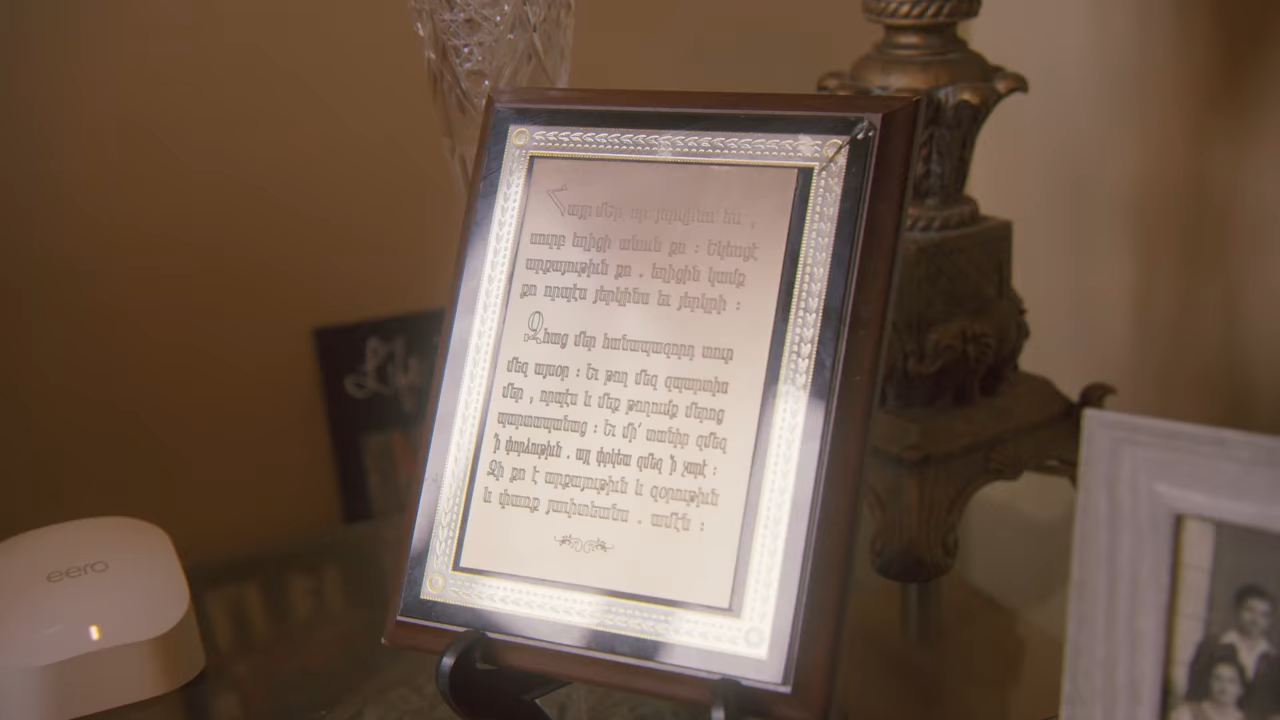 Հայր մեր որ յերկինս ես ,
սուրբ եղիցի անուն քո : Եկեսցէ
արքայութիւն քո . եղիցին կամք
քո որպէս յերկինս եւ յերկրի :
Զհաց մեր հանապազորդ տուր
մեզ այսօր : Եւ թող մեզ զպարտիս
մեր , որպէս և մեք թողումք մերոց
պարտապանաց : Եւ մի՛ տանիր զմեզ
'ի փորձութիւն . այլ փրկեա զմեզ 'ի չարէ :
Զի քո է արքայութիւն և զօրութիւն
և փառք յաւիտեանս . ամէն :
eero